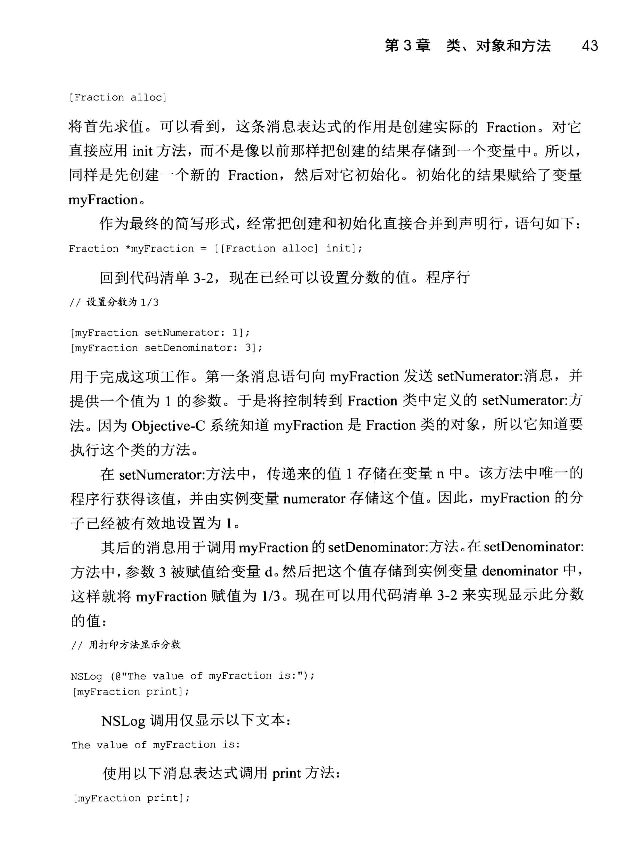 第 3 章 类、对象和方法 43
[Fraction alloc]
将首先求值。可以看到，这条消息表达式的作用是创建实际的 Fraction。对它
直接应用 init 方法，而不是像以前那样把创建的结果存储到一个变量中。所以，
同样是先创建一个新的 Fraction，然后对它初始化。初始化的结果赋给了变量
myFraction。
作为最终的简写形式，经常把创建和初始化直接合并到声明行，语句如下：
Fraction *myFraction = [[Fraction alloc] init];
回到代码清单 3-2，现在已经可以设置分数的值。程序行
// 设置分数为 1/3
[myFraction setNumerator: 1];
[myFraction setDenominator: 3];
用于完成这项工作。第一条消息语句向 myFraction 发送 setNumerator:消息，并
提供一个值为 1 的参数。于是将控制转到 Fraction 类中定义的 setNumerator:方
法。因为 Objective-C 系统知道 myFraction 是 Fraction 类的对象，所以它知道要
执行这个类的方法。
在 setNumerator:方法中，传递来的值 1 存储在变量 n 中。该方法中唯一的
程序行获得该值，并由实例变量 numerator 存储这个值。因此，myFraction 的分
子已经被有效地设置为 1。
其后的消息用于调用 myFraction 的 setDenominator:方法。在 setDenominator:
方法中，参数 3 被赋值给变量 d。然后把这个值存储到实例变量 denominator 中，
这样就将 myFraction 赋值为 1/3。现在可以用代码清单 3-2 来实现显示此分数
的值：
// 用打印方法显示分数
NSLog (@"The value of myFraction is:");
[myFraction print];
NSLog 调用仅显示以下文本：
The value of myFraction is:
使用以下消息表达式调用 print 方法：
[myFraction print];